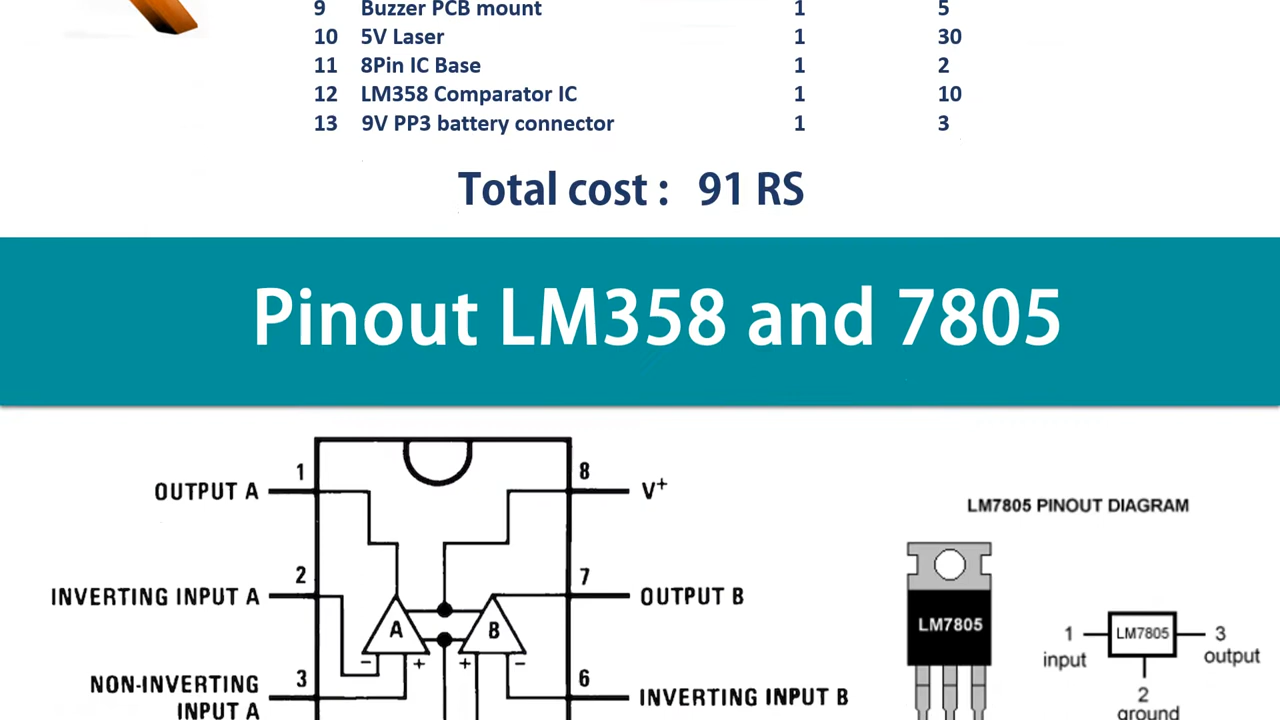 9 Buzzer PCB mount 1 5
10 5V Laser 1 30
11 8Pin IC Base 1 2
12 LM358 Comparator IC 1 10
13 9V PP3 battery connector 1 3
Total cost : 91 RS
Pinout LM358 and 7805
1 8
OUTPUT A V+
LM7805 PINOUT DIAGRAM
2 7
INVERTING INPUT A OUTPUT B
A B
LM7805
1 LM7805 3
input output
- + + -
3 6
NON-INVERTING INVERTING INPUT B
INPUT A
2
ground